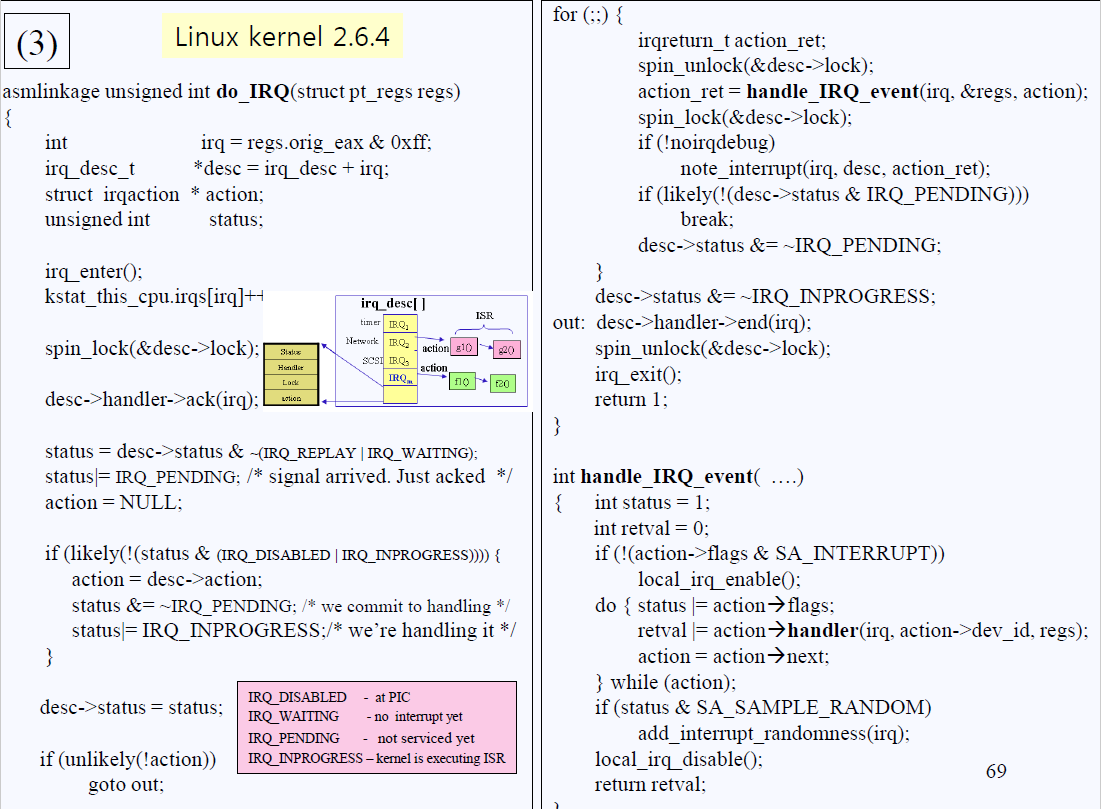 (3)
Linux kernel 2.6.4
asmlinkage unsigned int do_IRQ(struct pt_regs regs)
{
int irq = regs.orig_eax & 0xff;
irq_desc_t *desc = irq_desc + irq;
struct irqaction * action;
unsigned int status;
irq_enter();
kstat_this_cpu.irqs[irq]++
spin_lock(&desc->lock);
desc->handler->ack(irq);
irq_desc[ ]
ISR
timer IRQ1
Network IRQ2
SCSI IRQ3
IRQm
action g1() g2()
action
f1() f2()
Status
Handler
Lock
action
status = desc->status & ~(IRQ_REPLAY | IRQ_WAITING);
status|= IRQ_PENDING; /* signal arrived. Just acked */
action = NULL;
if (likely(!(status & (IRQ_DISABLED | IRQ_INPROGRESS)))) {
action = desc->action;
status &= ~IRQ_PENDING; /* we commit to handling */
status|= IRQ_INPROGRESS;/* we’re handling it */
}
desc->status = status;
if (unlikely(!action))
goto out;
IRQ_DISABLED - at PIC
IRQ_WAITING - no interrupt yet
IRQ_PENDING - not serviced yet
IRQ_INPROGRESS – kernel is executing ISR
for (;;) {
irqreturn_t action_ret;
spin_unlock(&desc->lock);
action_ret = handle_IRQ_event(irq, &regs, action);
spin_lock(&desc->lock);
if (!noirqdebug)
note_interrupt(irq, desc, action_ret);
if (likely(!(desc->status & IRQ_PENDING)))
break;
desc->status &= ~IRQ_PENDING;
}
desc->status &= ~IRQ_INPROGRESS;
out: desc->handler->end(irq);
spin_unlock(&desc->lock);
irq_exit();
return 1;
}
int handle_IRQ_event( ….)
{ int status = 1;
int retval = 0;
if (!(action->flags & SA_INTERRUPT))
local_irq_enable();
do { status |= action→flags;
retval |= action→handler(irq, action->dev_id, regs);
action = action→next;
} while (action);
if (status & SA_SAMPLE_RANDOM)
add_interrupt_randomness(irq);
local_irq_disable();
return retval;
}
69